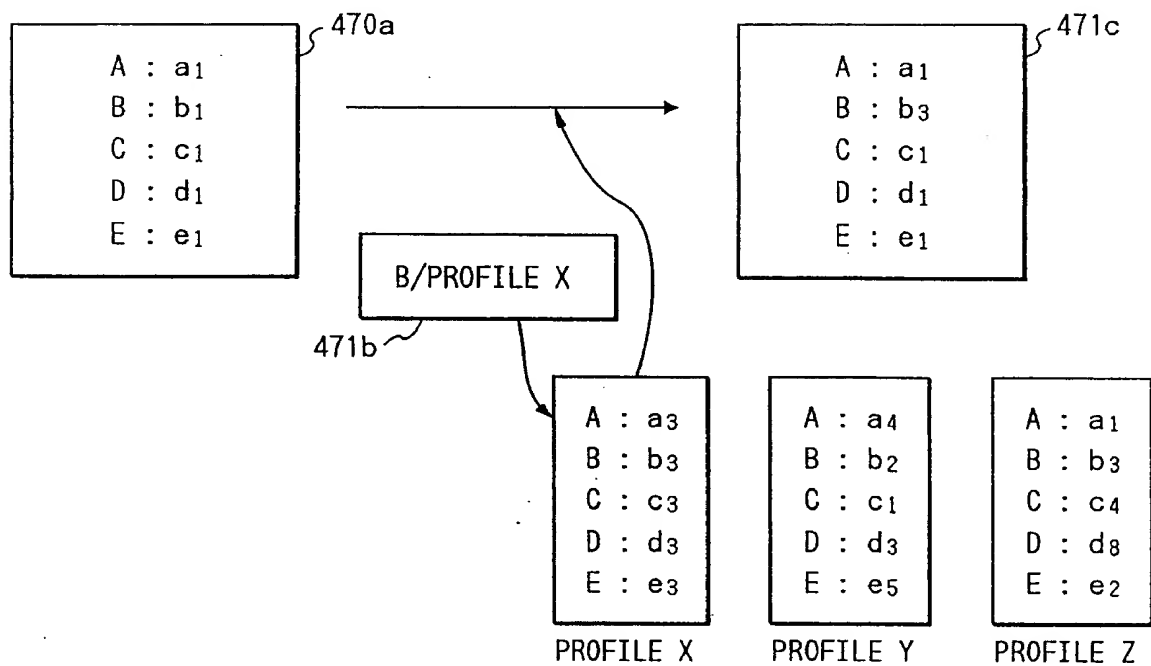 470a
A : a1
B : b1
C : c1
D : d1
E : e1
471c
A : a1
B : b3
C : c1
D : d1
E : e1
B/PROFILE X
471b
A : a3
B : b3
C : c3
D : d3
E : e3
PROFILE X
A : a4
B : b2
C : c1
D : d3
E : e5
PROFILE Y
A : a1
B : b3
C : c4
D : d8
E : e2
PROFILE Z